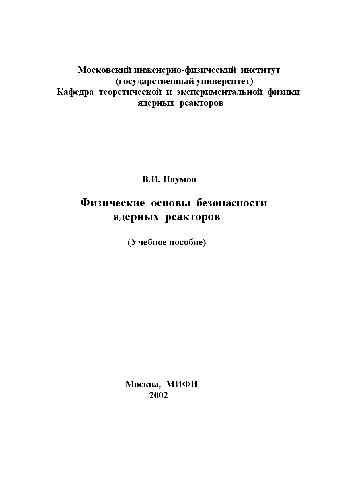 Московский инженерно-физический институт
(государственный университет)
Кафедра теоретической и экспериментальной физики
ядерных реакторов
В.И. Наумов
Физические основы безопасности
ядерных реакторов
(Учебное пособие)
Москва, МИФИ
2002